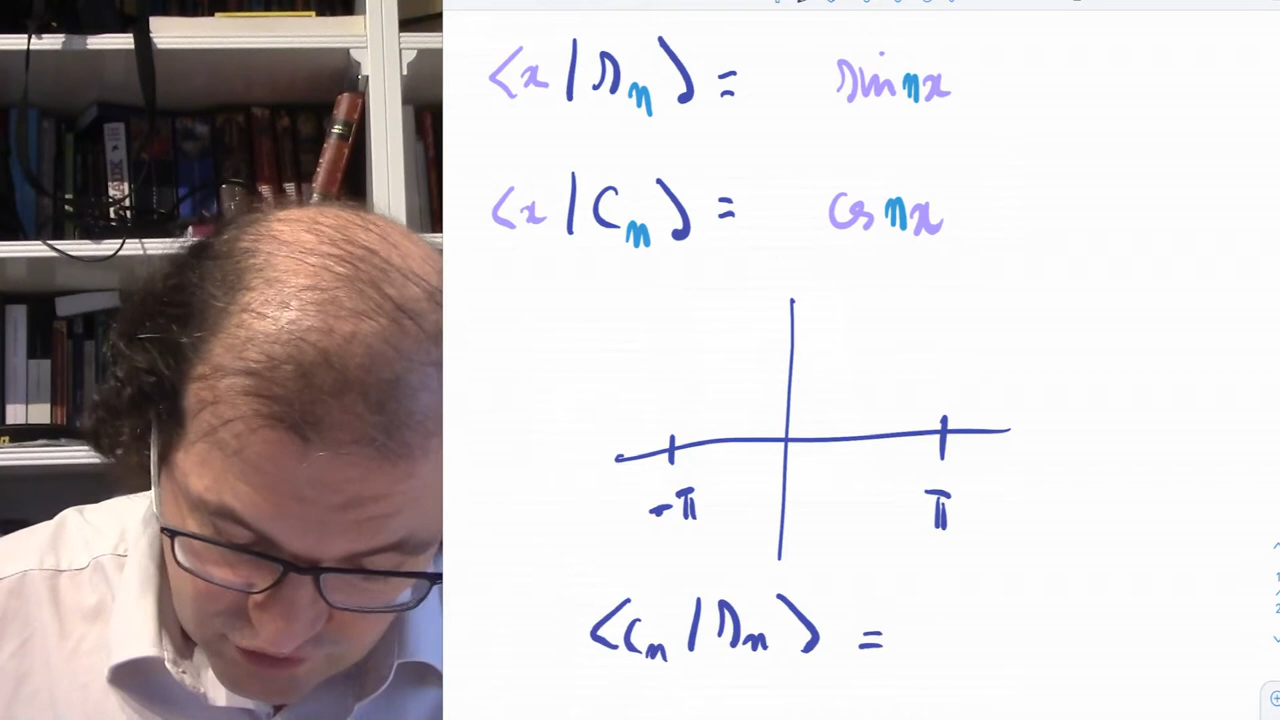 ⟨x|s_n⟩ = sin nx
⟨x|c_n⟩ = cos nx
-π π
⟨c_n|s_n⟩ =